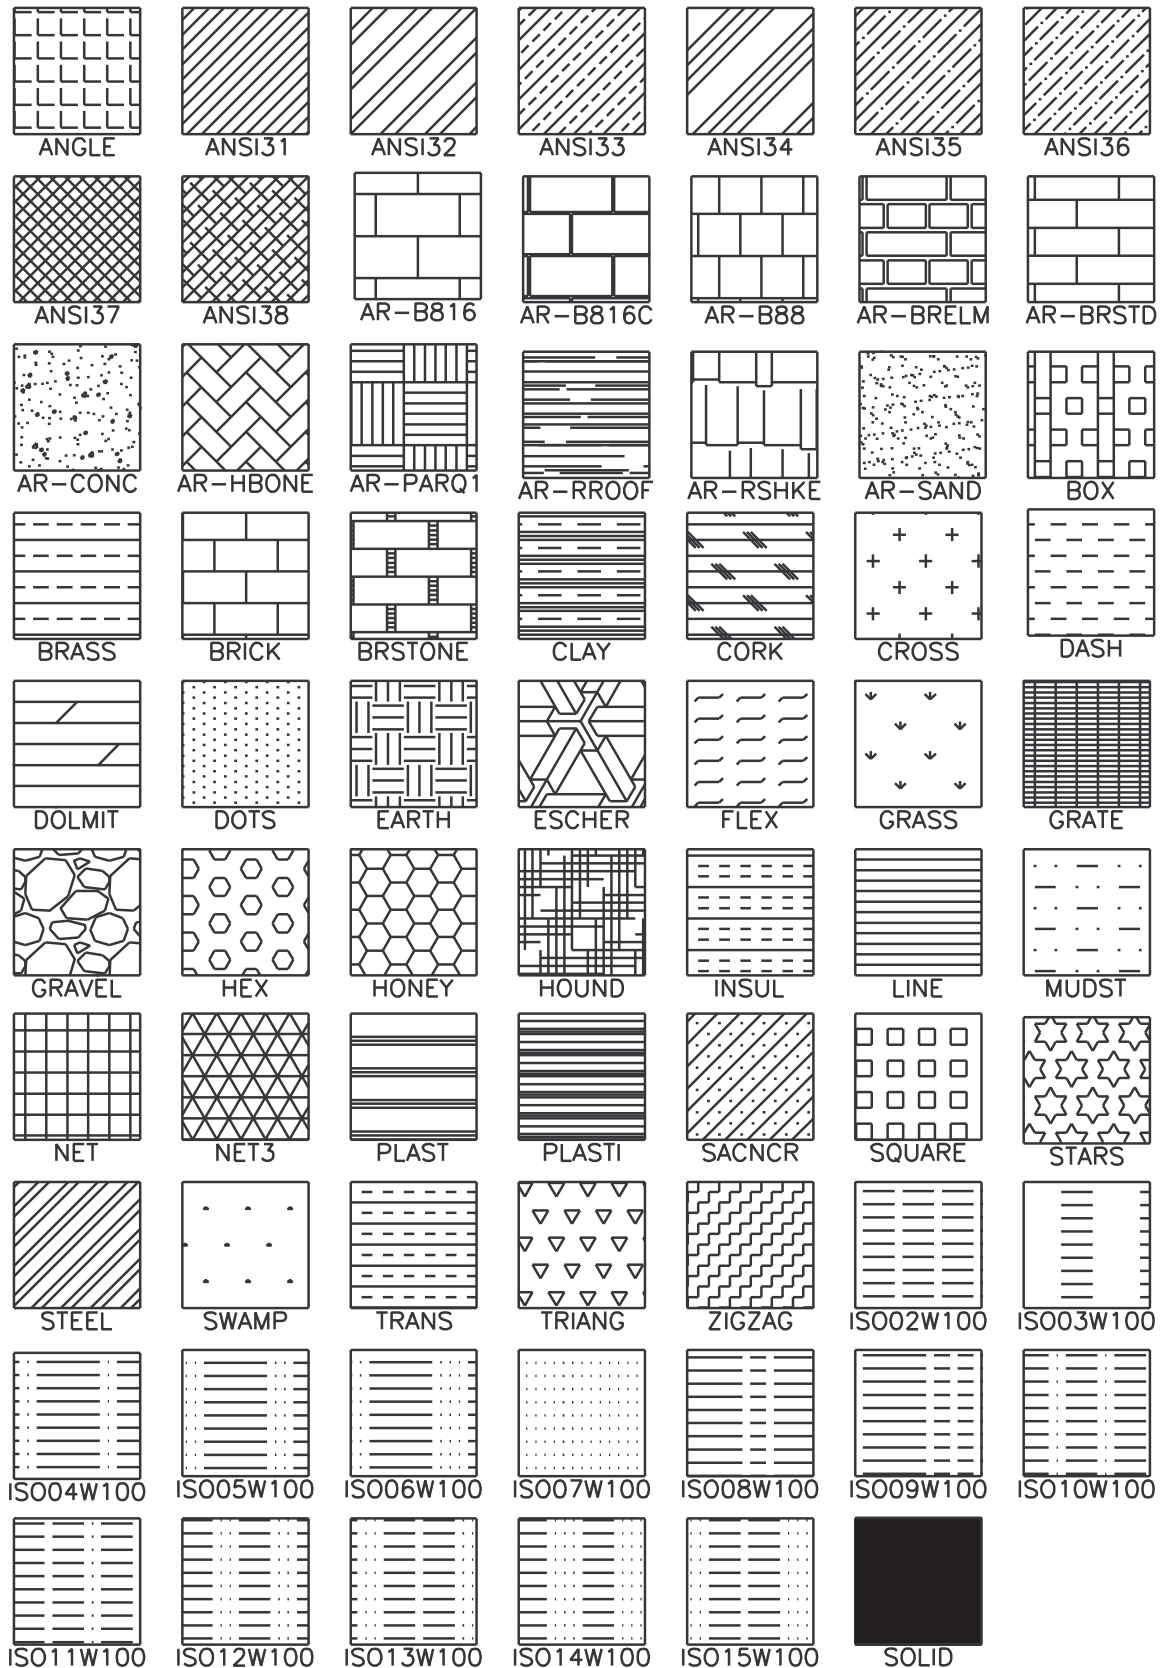 ANGLE ANSI31 ANSI32 ANSI33 ANSI34 ANSI35 ANSI36
ANSI37 ANSI38 AR-B816 AR-B816C AR-B88 AR-BRELM AR-BRSTD
AR-CONC AR-HBONE AR-PARQ1 AR-RROOF AR-RSHKE AR-SAND BOX
BRASS BRICK BRSTONE CLAY CORK CROSS DASH
DOLMIT DOTS EARTH ESCHER FLEX GRASS GRATE
GRAVEL HEX HONEY HOUND INSUL LINE MUDST
NET NET3 PLAST PLASTI SACNCR SQUARE STARS
STEEL SWAMP TRANS TRIANG ZIGZAG ISO02W100 ISO03W100
ISO04W100 ISO05W100 ISO06W100 ISO07W100 ISO08W100 ISO09W100 ISO10W100
ISO11W100 ISO12W100 ISO13W100 ISO14W100 ISO15W100 SOLID